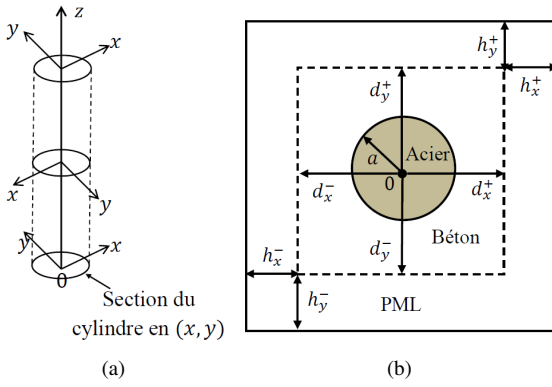 z
y
x
x
y
y
x
0
Section du
cylindre en (x, y)
(a)
h_y^+
h_x^+
d_y^+
a
Acier
0
d_x^-
d_x^+
Béton
d_y^-
h_x^-
h_y^-
PML
(b)